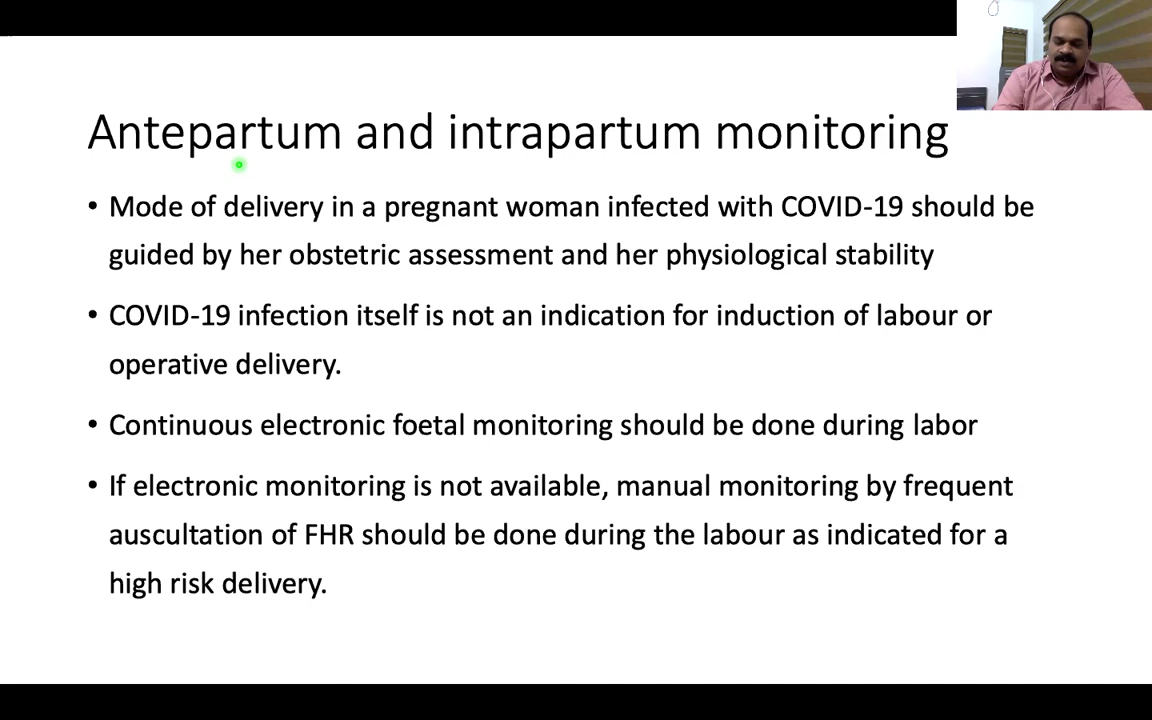 Antepartum and intrapartum monitoring
• Mode of delivery in a pregnant woman infected with COVID-19 should be
guided by her obstetric assessment and her physiological stability
• COVID-19 infection itself is not an indication for induction of labour or
operative delivery.
• Continuous electronic foetal monitoring should be done during labor
• If electronic monitoring is not available, manual monitoring by frequent
auscultation of FHR should be done during the labour as indicated for a
high risk delivery.